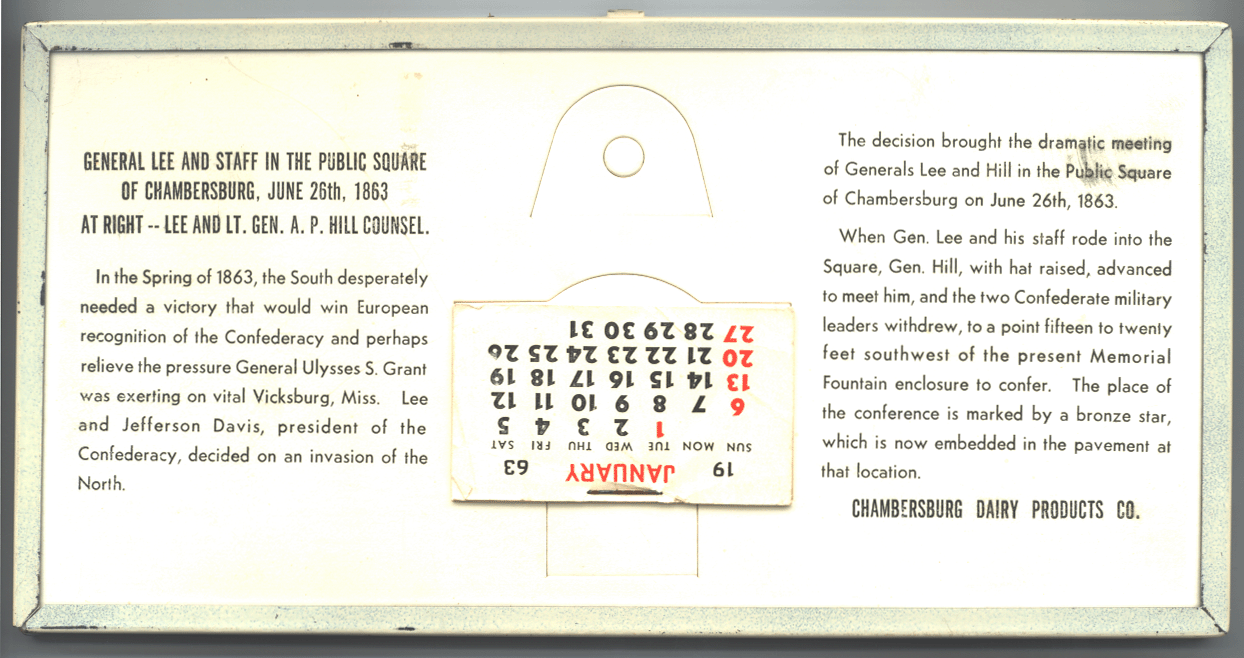 GENERAL LEE AND STAFF IN THE PUBLIC SQUARE
OF CHAMBERSBURG, JUNE 26th, 1863
AT RIGHT -- LEE AND LT. GEN. A. P. HILL COUNSEL.
In the Spring of 1863, the South desperately
needed a victory that would win European
recognition of the Confederacy and perhaps
relieve the pressure General Ulysses S. Grant
was exerting on vital Vicksburg, Miss. Lee
and Jefferson Davis, president of the
Confederacy, decided on an invasion of the
North.
19 JANUARY 63
SUN MON TUE WED THU FRI SAT
1 2 3 4 5
6 7 8 9 10 11 12
13 14 15 16 17 18 19
20 21 22 23 24 25 26
27 28 29 30 31
The decision brought the dramatic meeting
of Generals Lee and Hill in the Public Square
of Chambersburg on June 26th, 1863.
When Gen. Lee and his staff rode into the
Square, Gen. Hill, with hat raised, advanced
to meet him, and the two Confederate military
leaders withdrew, to a point fifteen to twenty
feet southwest of the present Memorial
Fountain enclosure to confer. The place of
the conference is marked by a bronze star,
which is now embedded in the pavement at
that location.
CHAMBERSBURG DAIRY PRODUCTS CO.